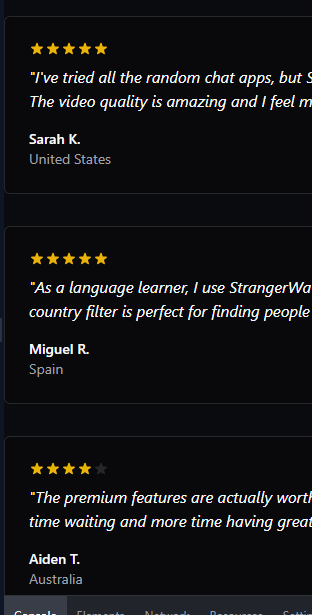 "I've tried all the random chat apps, but
The video quality is amazing and I feel
Sarah K.
United States
"As a language learner, I use StrangerWa
country filter is perfect for finding people
Miguel R.
Spain
"The premium features are actually
time waiting and more time having great
Aiden T.
Australia
Console Elements Network Resources